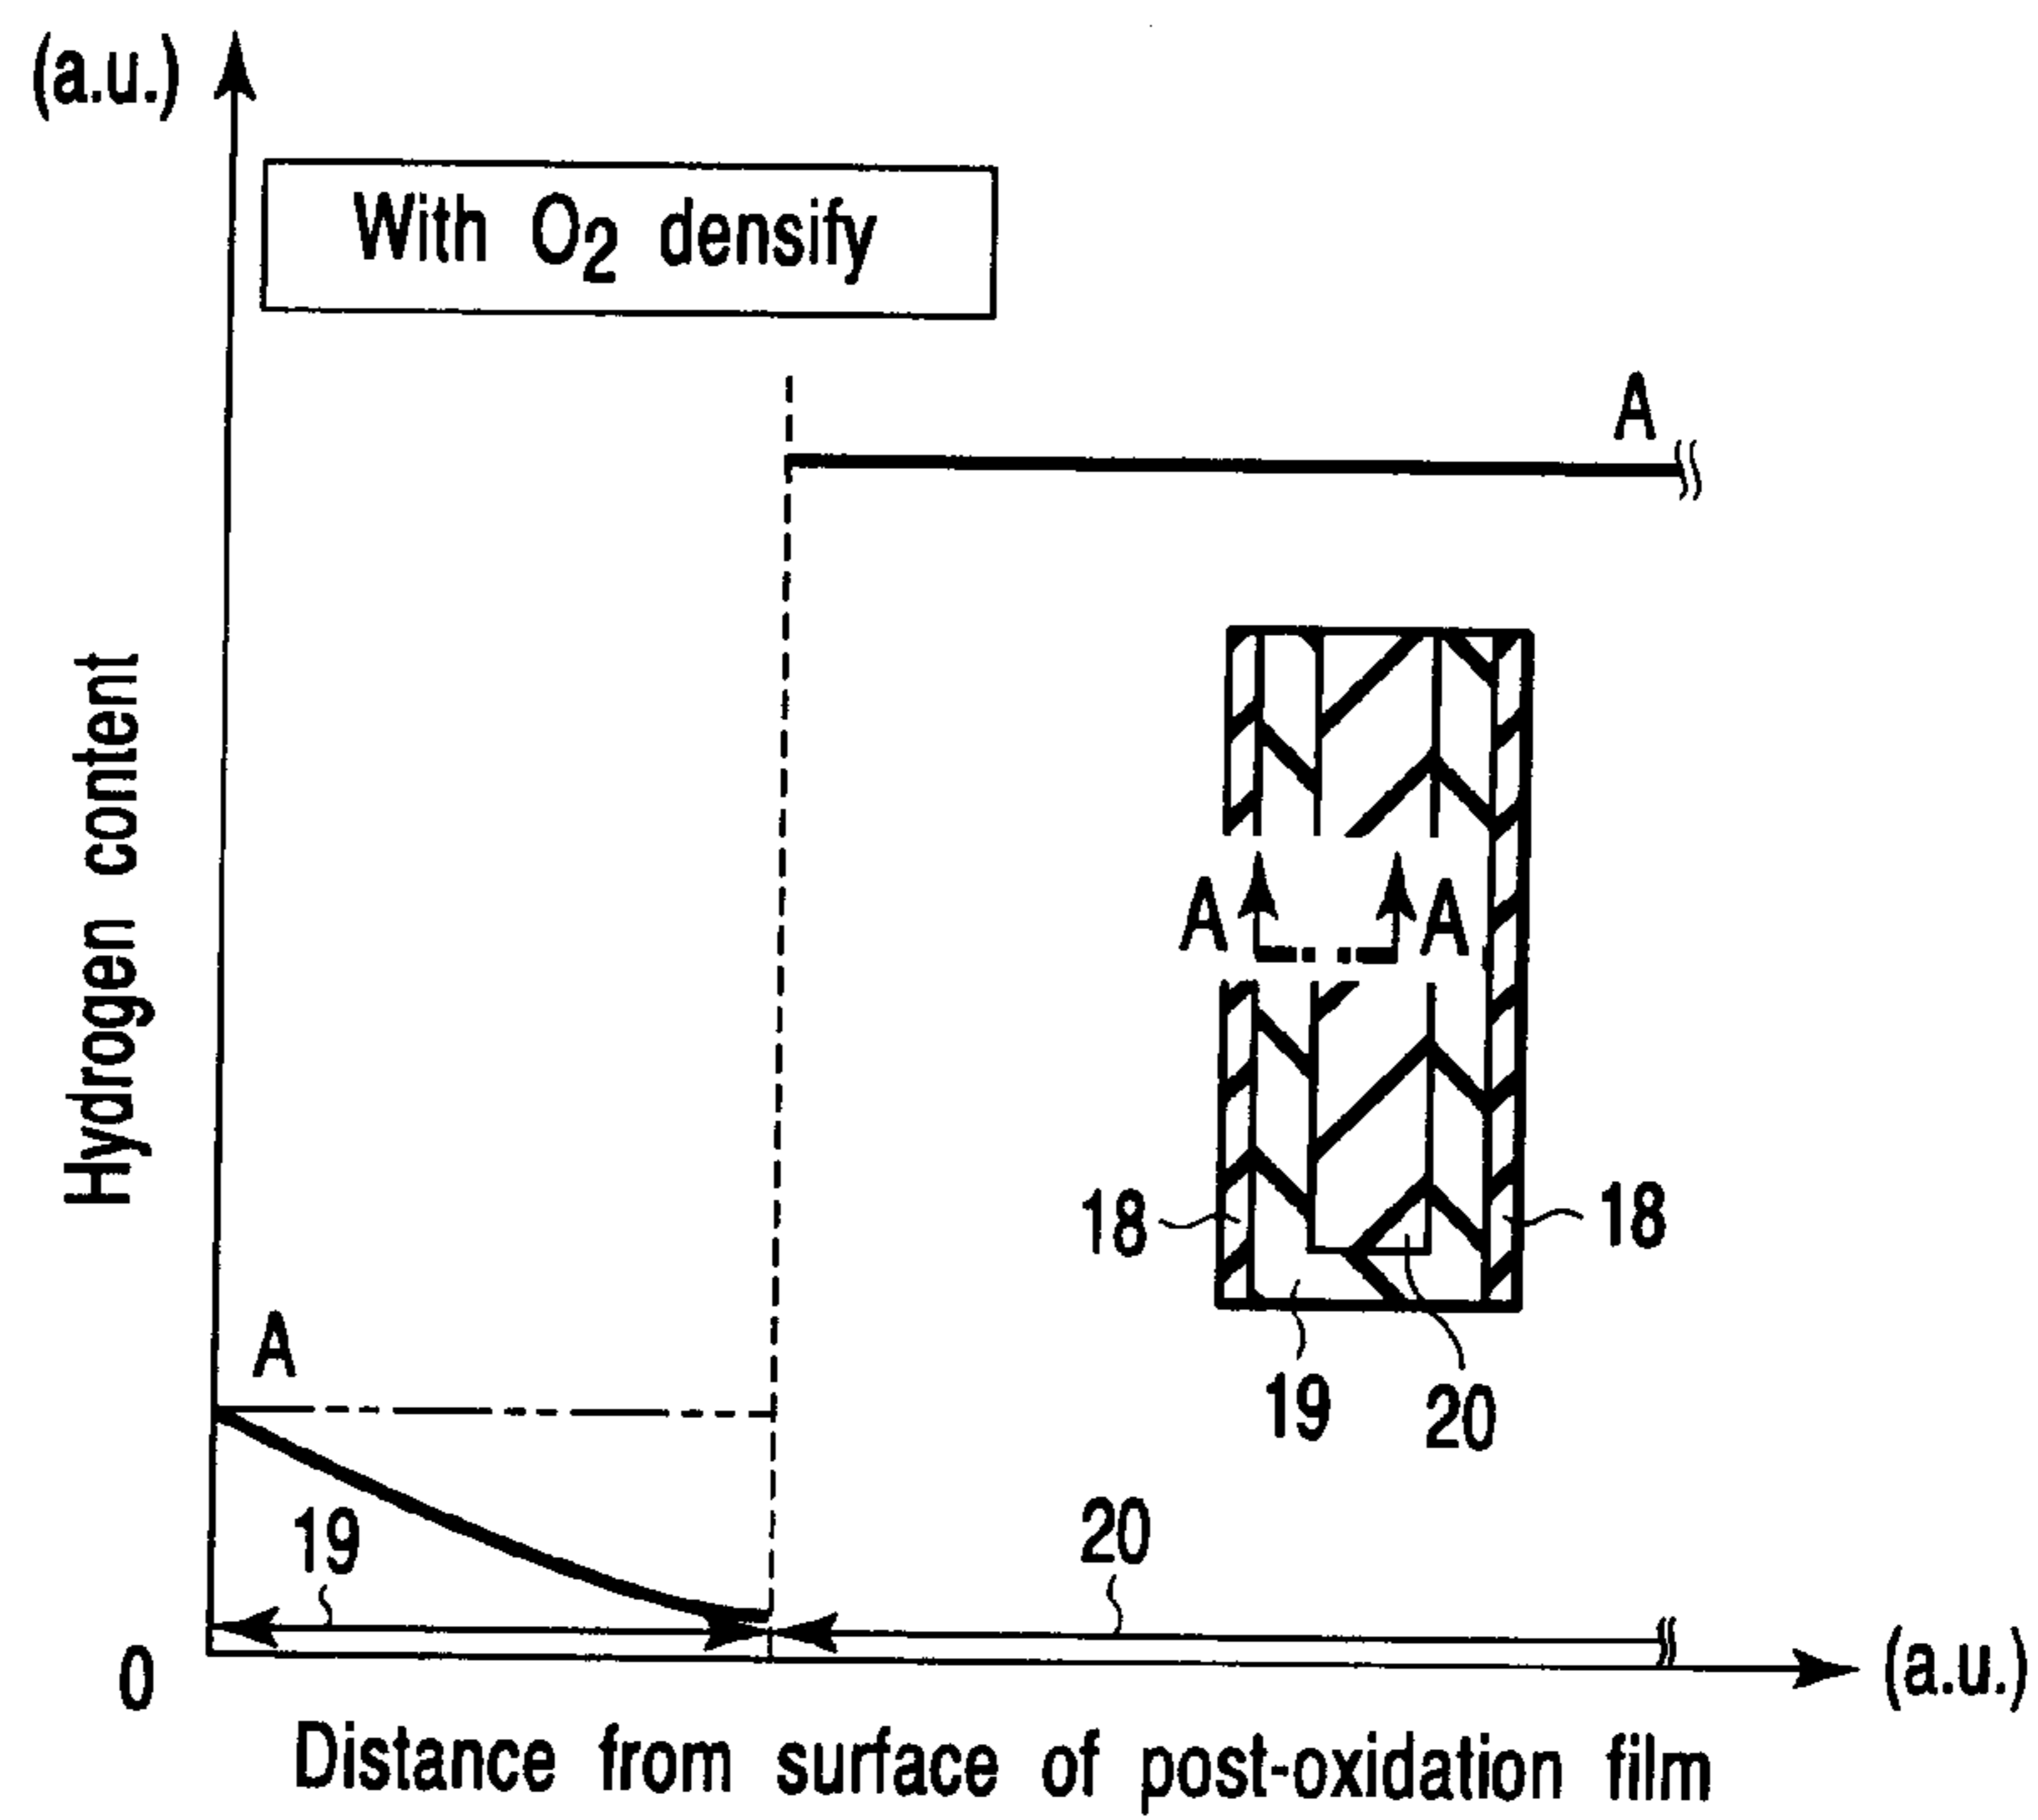 (a.u.)
With O2 densify
A
Hydrogen content
A
A
18
18
19
20
A
19
20
0
(a.u.)
Distance from surface of post-oxidation film